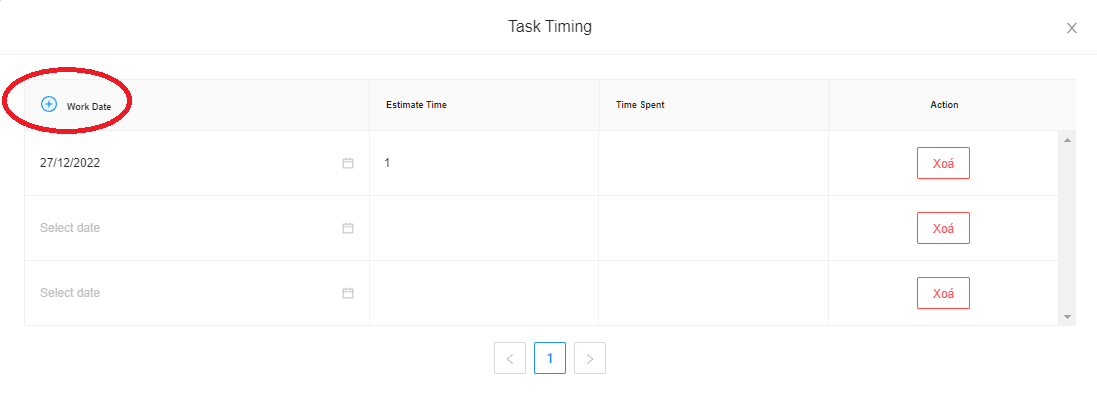 Task Timing
Work Date Estimate Time Time Spent Action
27/12/2022 1 Xoá
Select date Xoá
Select date Xoá
1